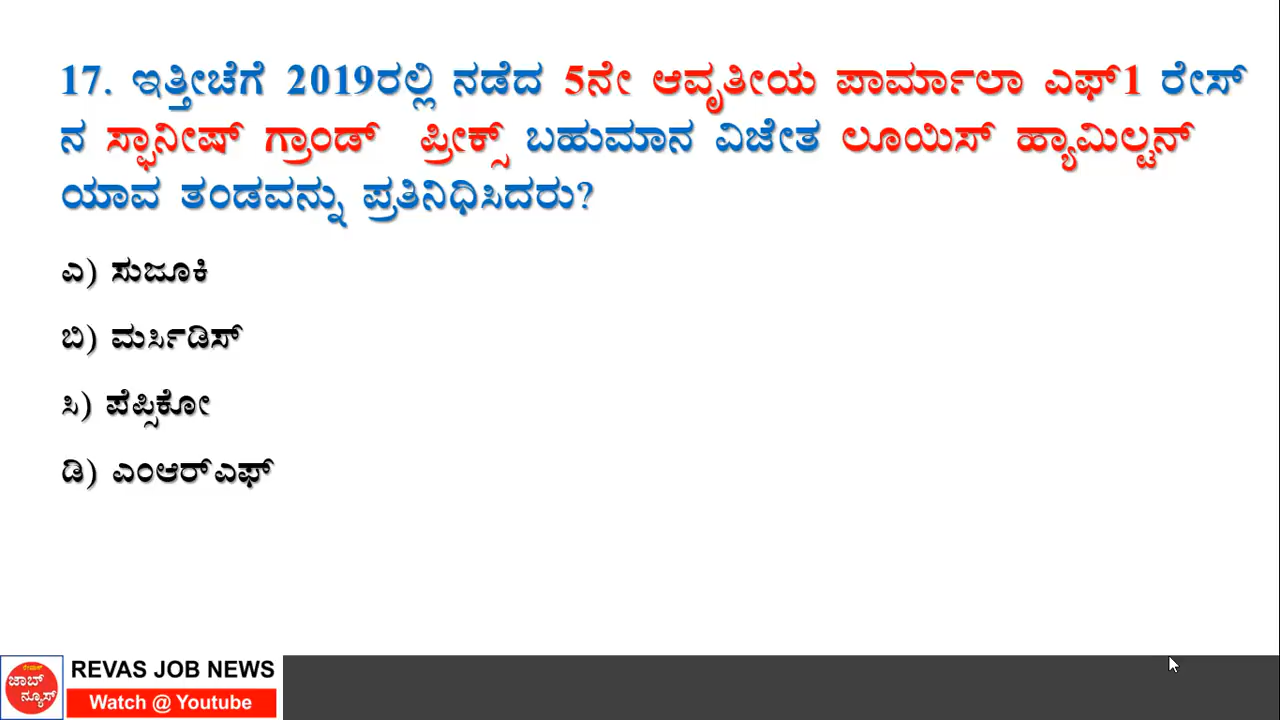 17. ಇತ್ತೀಚೆಗೆ 2019ರಲ್ಲಿ ನಡೆದ 5ನೇ ಆವೃತೀಯ ಪಾರ್ಮಾಲಾ ಎಫ್1 ರೇಸ್
ನ ಸ್ಫಾನೀಷ್ ಗ್ರಾಂಡ್ ಪ್ರೀಕ್ಸ್ ಬಹುಮಾನ ವಿಜೇತ ಲೂಯಿಸ್ ಹ್ಯಾಮಿಲ್ಟನ್
ಯಾವ ತಂಡವನ್ನು ಪ್ರತಿನಿಧಿಸಿದರು?
ಎ) ಸುಜೂಕಿ
ಬಿ) ಮರ್ಸಿಡಿಸ್
ಸಿ) ಪೆಪ್ಸಿಕೋ
ಡಿ) ಎಂಆರ್ಎಫ್
ರೇವಾಸ್
ಜಾಬ್
ನ್ಯೂಸ್
REVAS JOB NEWS
Watch @ Youtube